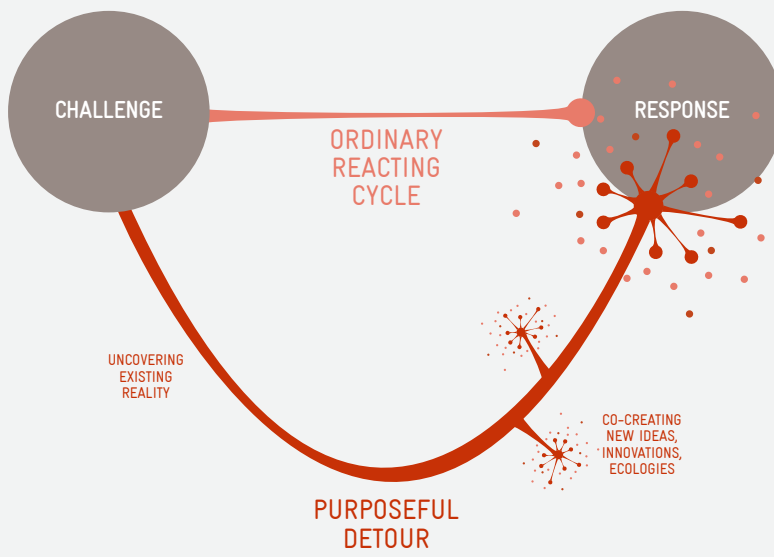 CHALLENGE
RESPONSE
ORDINARY
REACTING
CYCLE
UNCOVERING
EXISTING
REALITY
CO-CREATING
NEW IDEAS,
INNOVATIONS,
ECOLOGIES
PURPOSEFUL
DETOUR